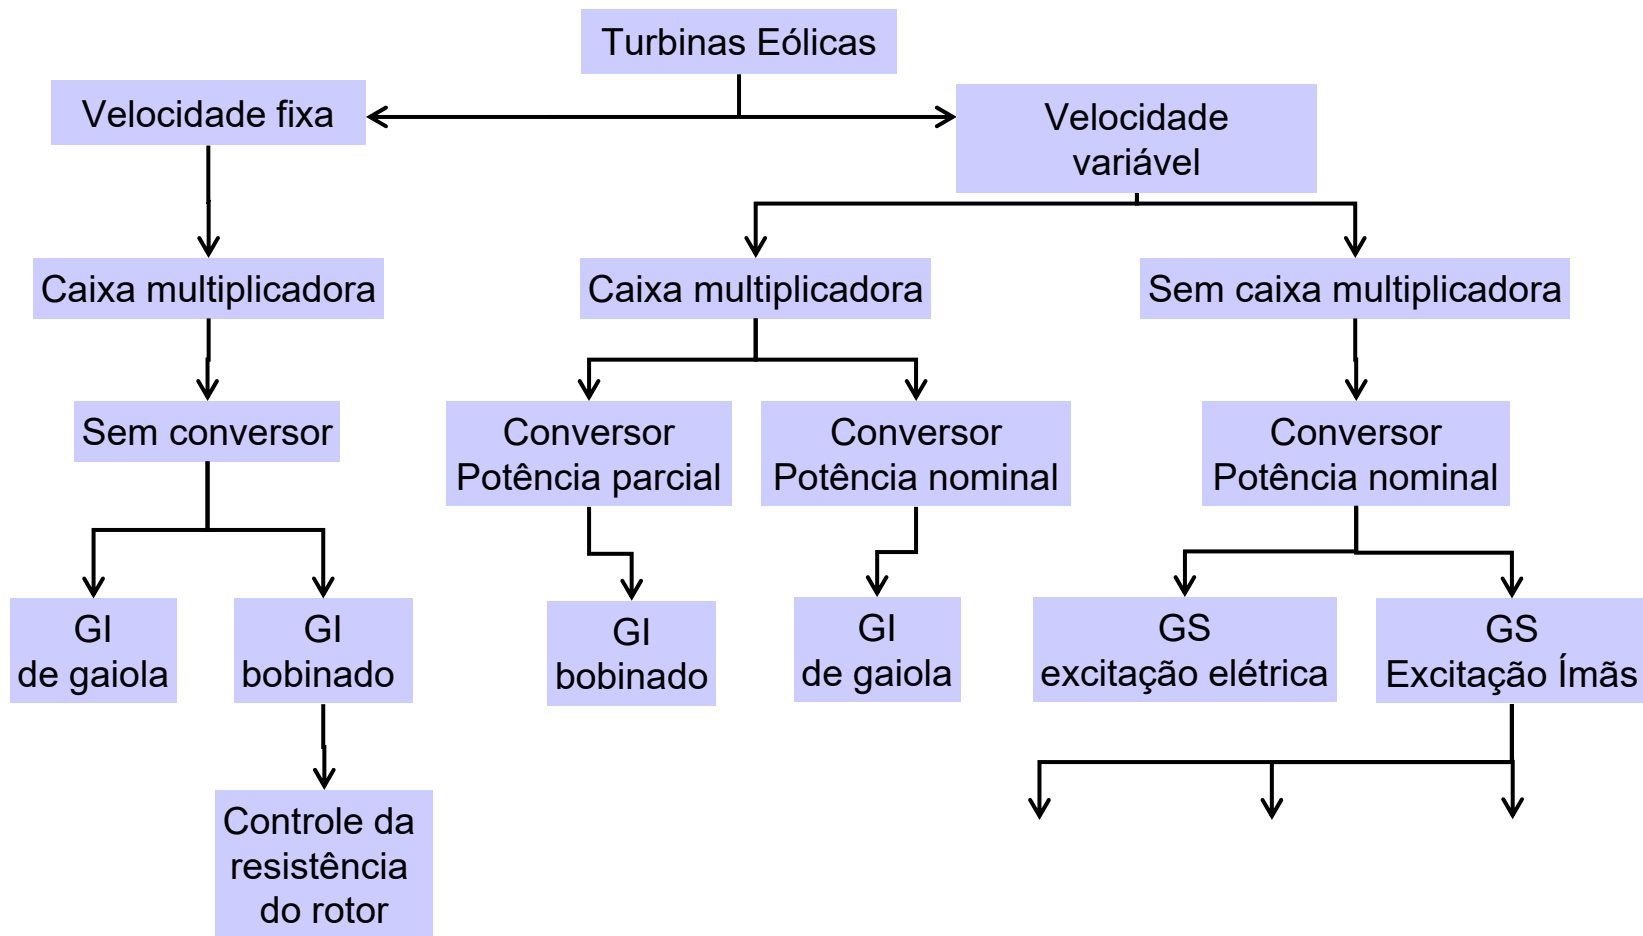 Turbinas Eólicas
Velocidade fixa
Velocidade
variável
Caixa multiplicadora
Caixa multiplicadora
Sem caixa multiplicadora
Sem conversor
Conversor
Potência parcial
Conversor
Potência nominal
Conversor
Potência nominal
GI
de gaiola
GI
bobinado
GI
bobinado
GI
de gaiola
GS
excitação elétrica
GS
Excitação Ímãs
Controle da
resistência
do rotor